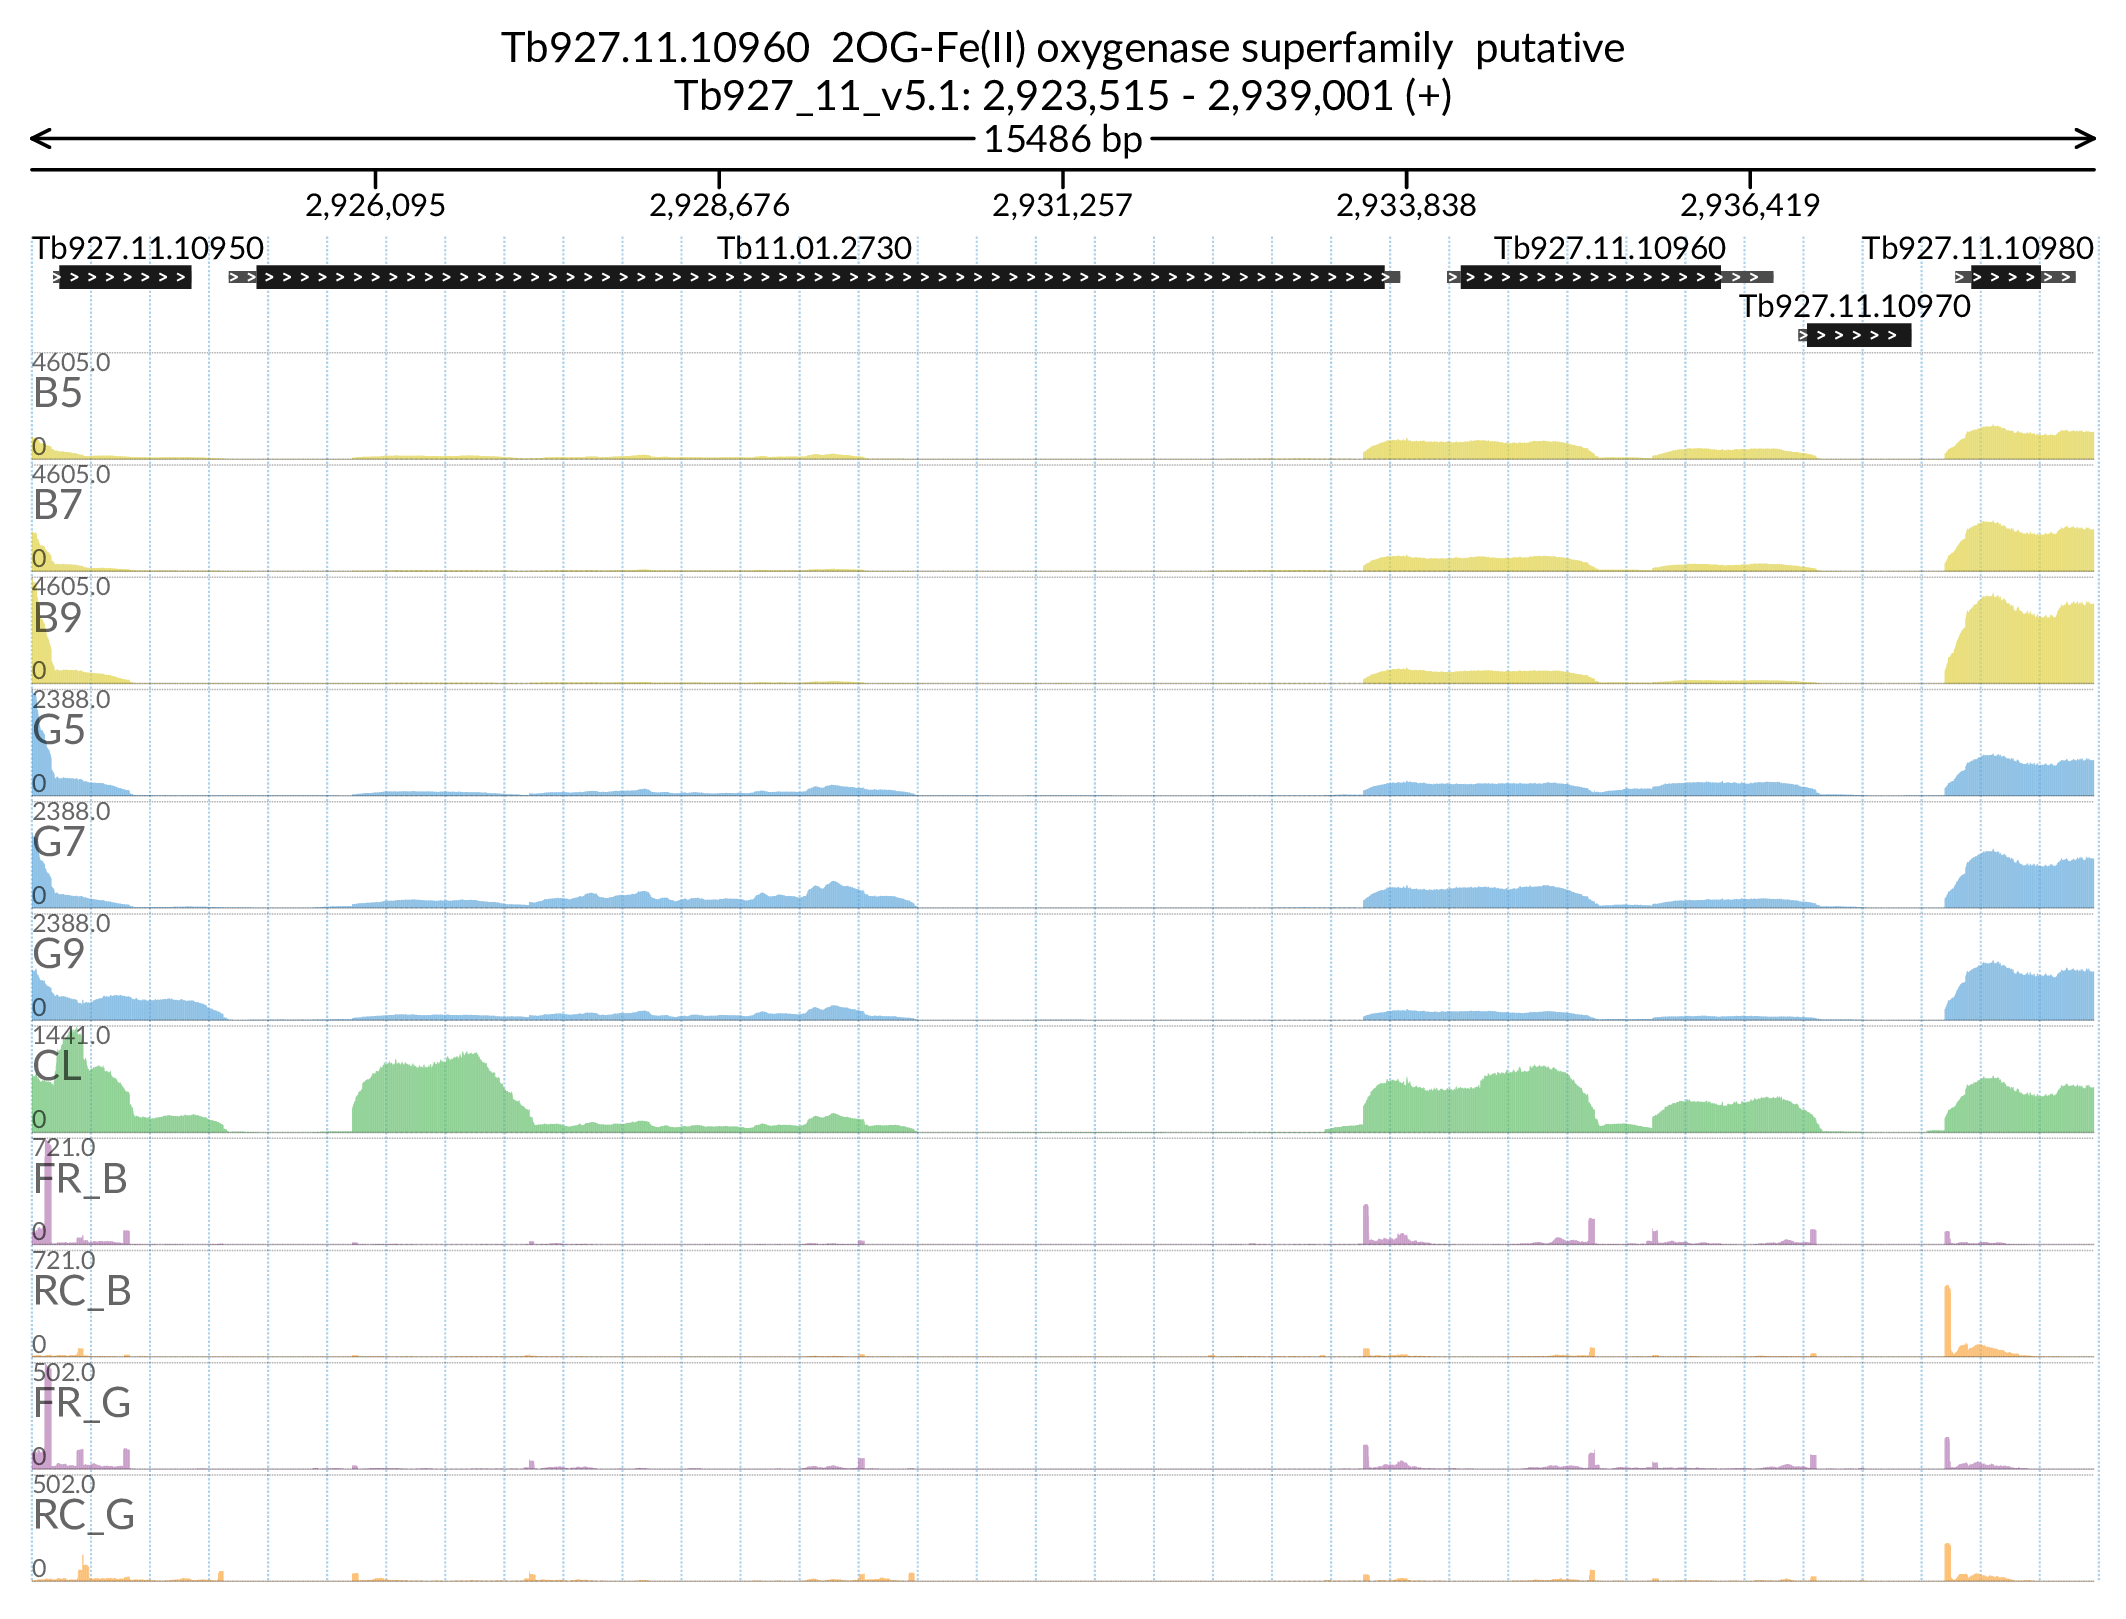 Tb927.11.10960  2OG-Fe(II) oxygenase superfamily  putative
Tb927_11_v5.1: 2,923,515 - 2,939,001 (+)
15486 bp
2,926,095 2,928,676 2,931,257 2,933,838 2,936,419
Tb927.11.10950 Tb11.01.2730 Tb927.11.10960 Tb927.11.10980
Tb927.11.10970
4605.0
B5
0
4605.0
B7
0
4605.0
B9
0
2388.0
G5
0
2388.0
G7
0
2388.0
G9
0
1441.0
CL
0
721.0
FR_B
0
721.0
RC_B
0
502.0
FR_G
0
502.0
RC_G
0